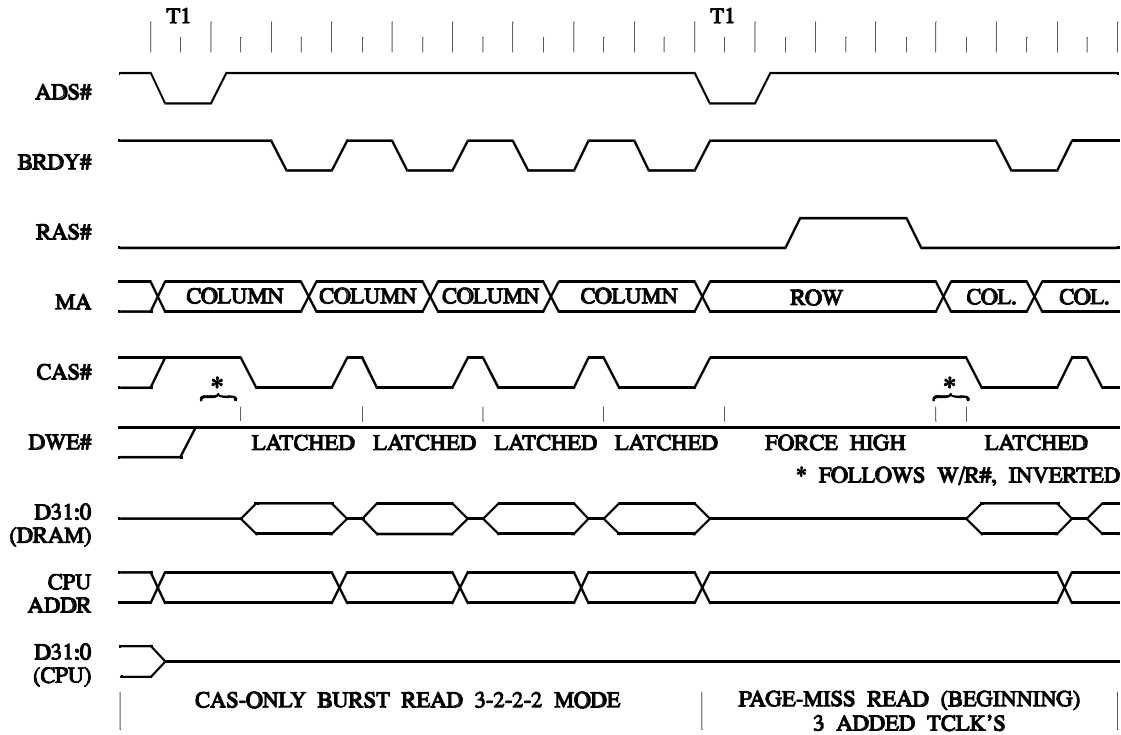 T1 T1
ADS#
BRDY#
RAS#
MA COLUMN COLUMN COLUMN COLUMN ROW COL. COL.
CAS#
* *
DWE# LATCHED LATCHED LATCHED LATCHED FORCE HIGH LATCHED
* FOLLOWS W/R#, INVERTED
D31:0
(DRAM)
CPU
ADDR
D31:0
(CPU)
CAS-ONLY BURST READ 3-2-2-2 MODE PAGE-MISS READ (BEGINNING)
3 ADDED TCLK'S